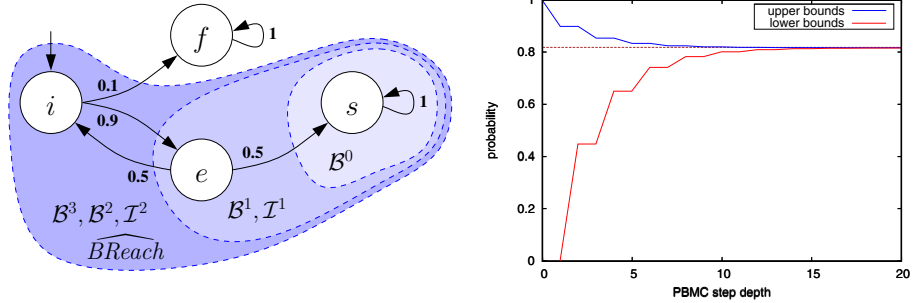 f
1
0.1
i
0.9
s
1
0.5
e
0.5
ℬ⁰
ℬ³, ℬ², ℐ²
ℬ¹, ℐ¹
BReach
upper bounds
lower bounds
probability
1
0.8
0.6
0.4
0.2
0
0
5
10
15
20
PBMC step depth